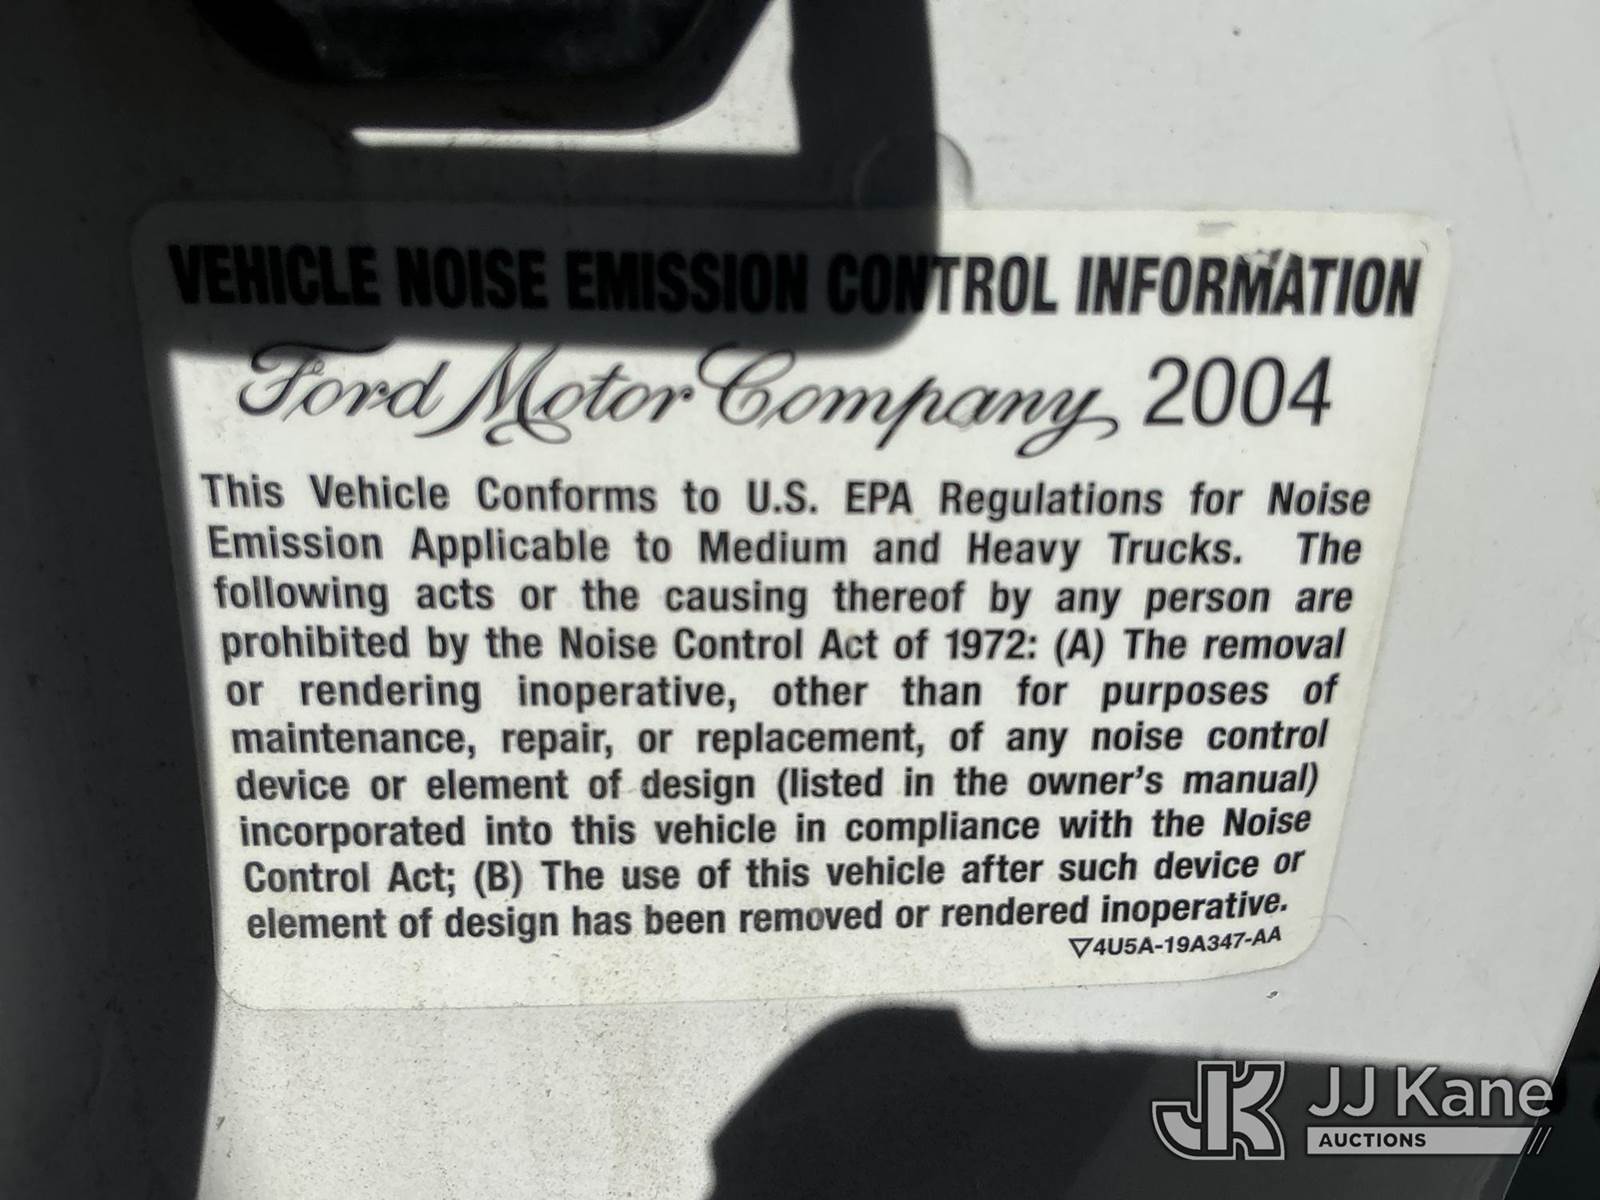 VEHICLE NOISE EMISSION CONTROL INFORMATION
Ford Motor Company 2004
This Vehicle Conforms to U.S. EPA Regulations for Noise
Emission Applicable to Medium and Heavy Trucks. The
following acts or the causing thereof by any person are
prohibited by the Noise Control Act of 1972: (A) The removal
or rendering inoperative, other than for purposes of
maintenance, repair, or replacement, of any noise control
device or element of design (listed in the owner's manual)
incorporated into this vehicle in compliance with the Noise
Control Act; (B) The use of this vehicle after such device or
element of design has been removed or rendered inoperative.
▽4U5A-19A347-AA
JK JJ Kane
AUCTIONS